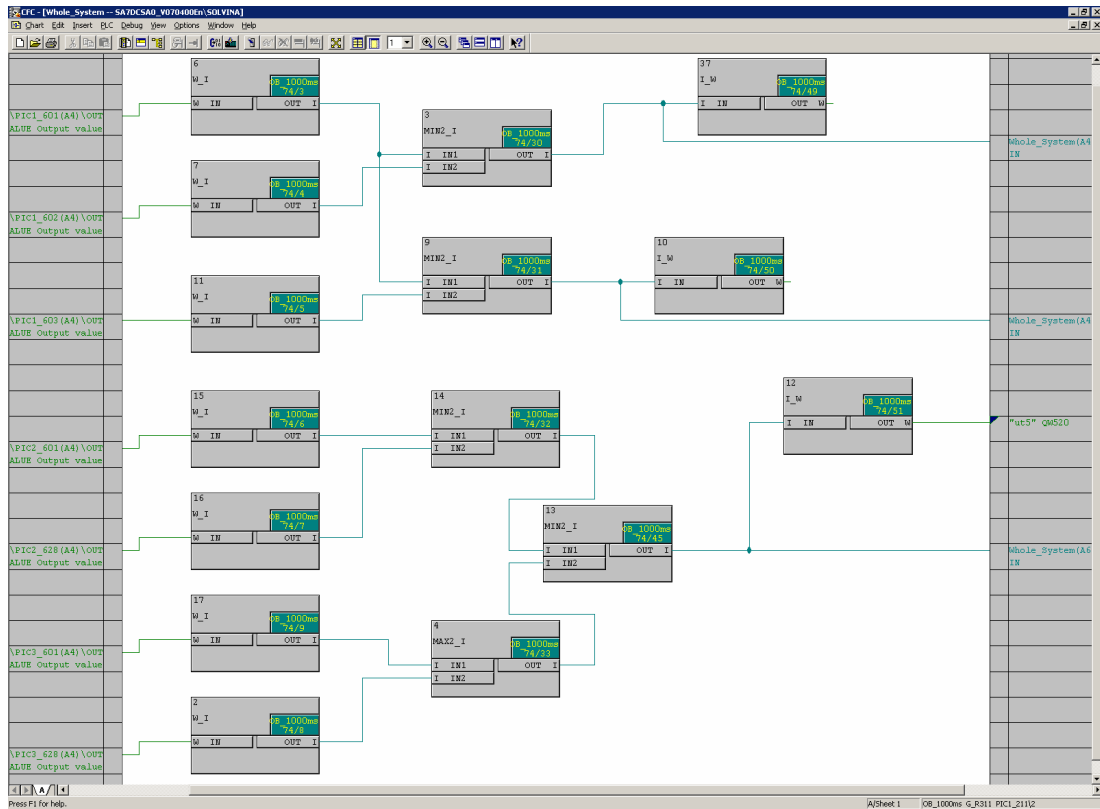 CFC - [Whole_System -- SA7DCSA0_V070400En\SOLVINA]
Chart Edit Insert PLC Debug View Options Window Help
1
6
W_I
OB_1000ms
74/3
W IN OUT I
\PIC1_601(A4)\OUT
ALUE Output value
37
I_W
OB_1000ms
74/49
I IN OUT W
3
MIN2_I
OB_1000ms
74/30
I IN1 OUT I
I IN2
Whole_System(A4
IN
7
W_I
OB_1000ms
74/4
W IN OUT I
\PIC1_602(A4)\OUT
ALUE Output value
9
MIN2_I
OB_1000ms
74/31
I IN1 OUT I
I IN2
10
I_W
OB_1000ms
74/50
I IN OUT W
11
W_I
OB_1000ms
74/5
W IN OUT I
\PIC1_603(A4)\OUT
ALUE Output value
Whole_System(A4
IN
15
W_I
OB_1000ms
74/6
W IN OUT I
\PIC2_601(A4)\OUT
ALUE Output value
14
MIN2_I
OB_1000ms
74/32
I IN1 OUT I
I IN2
12
I_W
OB_1000ms
74/51
I IN OUT W
"ut5" QW520
16
W_I
OB_1000ms
74/7
W IN OUT I
\PIC2_628(A4)\OUT
ALUE Output value
13
MIN2_I
OB_1000ms
74/45
I IN1 OUT I
I IN2
Whole_System(A6
IN
17
W_I
OB_1000ms
74/9
W IN OUT I
\PIC3_601(A4)\OUT
ALUE Output value
4
MAX2_I
OB_1000ms
74/33
I IN1 OUT I
I IN2
2
W_I
OB_1000ms
74/8
W IN OUT I
\PIC3_628(A4)\OUT
ALUE Output value
A
Press F1 for help.
A/Sheet 1 OB_1000ms G_R311 PIC1_211\2